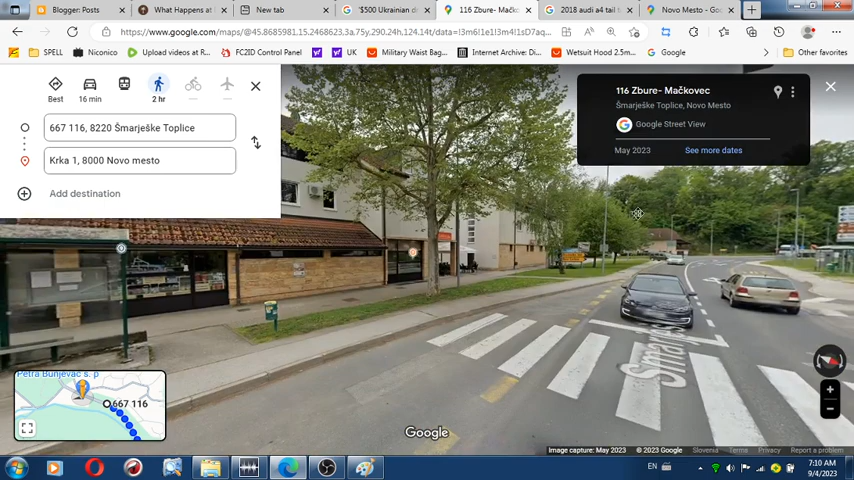 Blogger: Posts
What Happens at
New tab
'$500 Ukrainian d
116 Zbure- Mačko
2018 audi a4 tail
Novo Mesto - Go
https://www.google.com/maps/@45.8685981,15.2468623,3a,75y,290.24h,124.14t/data=!3m6!1e1!3m4!1sD7aq...
SPELL
Niconico
Upload videos at R...
FC2ID Control Panel
Y!
UK
Military Waist Bag...
Internet Archive: Di...
Wetsuit Hood 2.5m...
Google
Other favorites
Best
16 min
2 hr
667 116, 8220 Šmarješke Toplice
Krka 1, 8000 Novo mesto
Add destination
116 Zbure- Mačkovec
Šmarješke Toplice, Novo Mesto
Google Street View
May 2023
See more dates
Petra Bunjevac s. p
667 116
Google
Image capture: May 2023
© 2023 Google
Slovenia
Terms
Privacy
Report a problem
EN
7:10 AM
9/4/2023